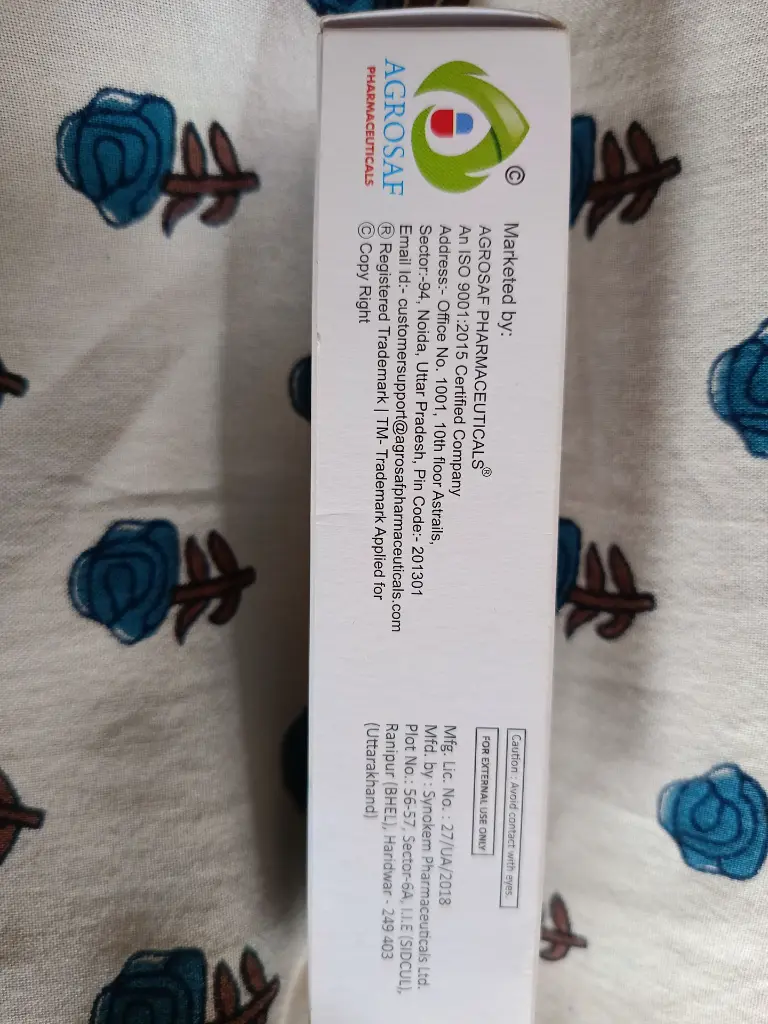 AGROSAF
PHARMACEUTICALS
©
Marketed by:
AGROSAF PHARMACEUTICALS®
An ISO 9001:2015 Certified Company
Address:- Office No. 1001, 10th floor Astrails,
Sector:-94, Noida, Uttar Pradesh, Pin Code:- 201301
Email Id:- customersupport@agrosafpharmaceuticals.com
® Registered Trademark | TM- Trademark Applied for
© Copy Right
Caution : Avoid contact with eyes.
FOR EXTERNAL USE ONLY
Mfg. Lic. No. : 27/UA/2018
Mfd. by : Synokem Pharmaceuticals Ltd.
Plot No.: 56-57, Sector-6A, I.I.E (SIDCUL),
Ranipur (BHEL), Haridwar - 249 403
(Uttarakhand)